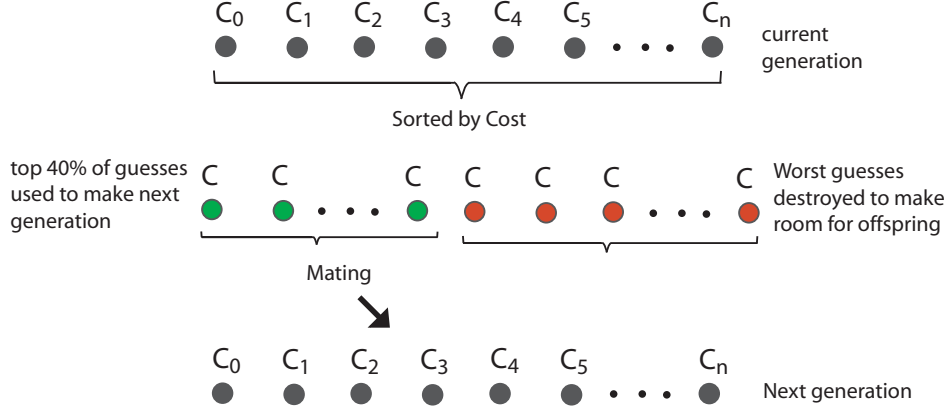 C0 C1 C2 C3 C4 C5 Cn
current
generation
Sorted by Cost
top 40% of guesses
used to make next
generation
C C C C C C C
Worst guesses
destroyed to make
room for offspring
Mating
C0 C1 C2 C3 C4 C5 Cn
Next generation